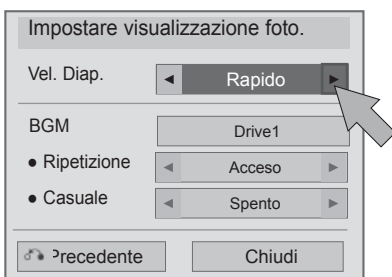 Impostare visualizzazione foto.
Vel. Diap. ◄ Rapido ►
BGM Drive1
• Ripetizione ◄ Acceso ►
• Casuale ◄ Spento ►
Precedente Chiudi